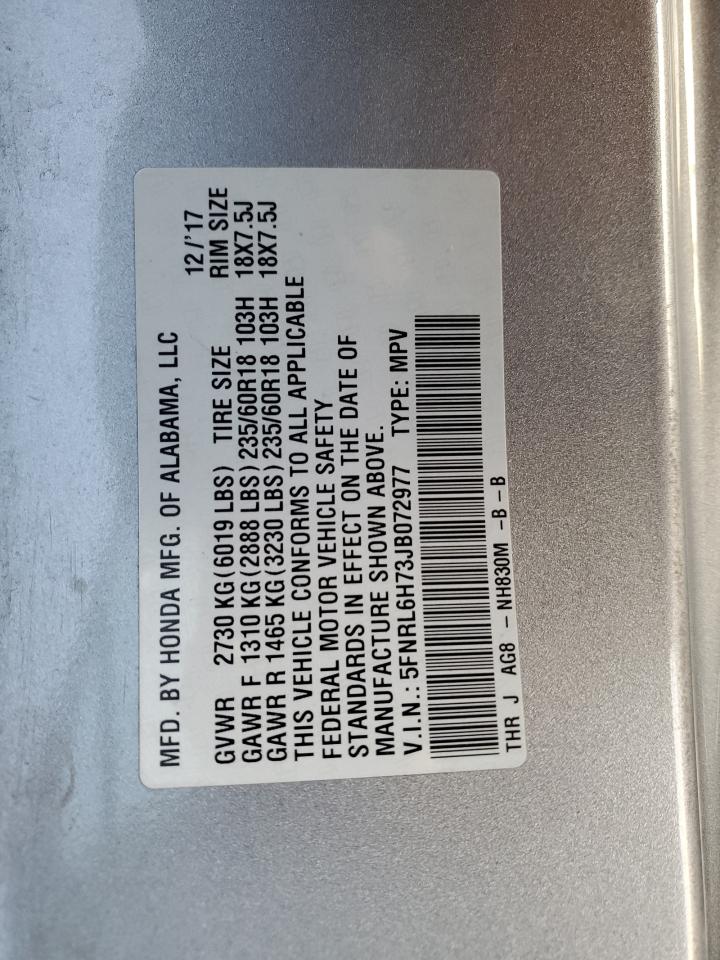 MFD. BY HONDA MFG. OF ALABAMA, LLC
12/'17
GVWR 2730 KG(6019 LBS) TIRE SIZE RIM SIZE
GAWR F 1310 KG(2888 LBS)235/60R18 103H 18X7.5J
GAWR R 1465 KG(3230 LBS)235/60R18 103H 18X7.5J
THIS VEHICLE CONFORMS TO ALL APPLICABLE
FEDERAL MOTOR VEHICLE SAFETY
STANDARDS IN EFFECT ON THE DATE OF
MANUFACTURE SHOWN ABOVE.
V.I.N.: 5FNRL6H73JB072977 TYPE: MPV
THR J AG8 - NH830M -B-B